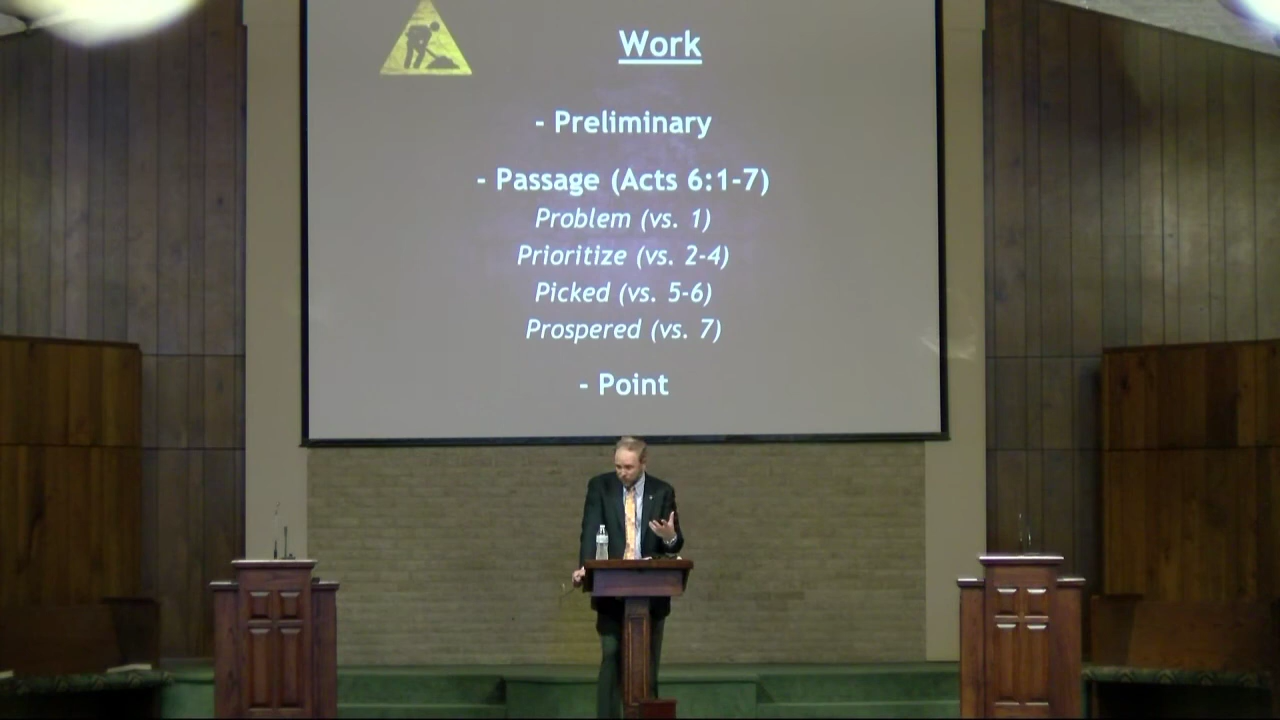 Work
- Preliminary
- Passage (Acts 6:1-7)
Problem (vs. 1)
Prioritize (vs. 2-4)
Picked (vs. 5-6)
Prospered (vs. 7)
- Point